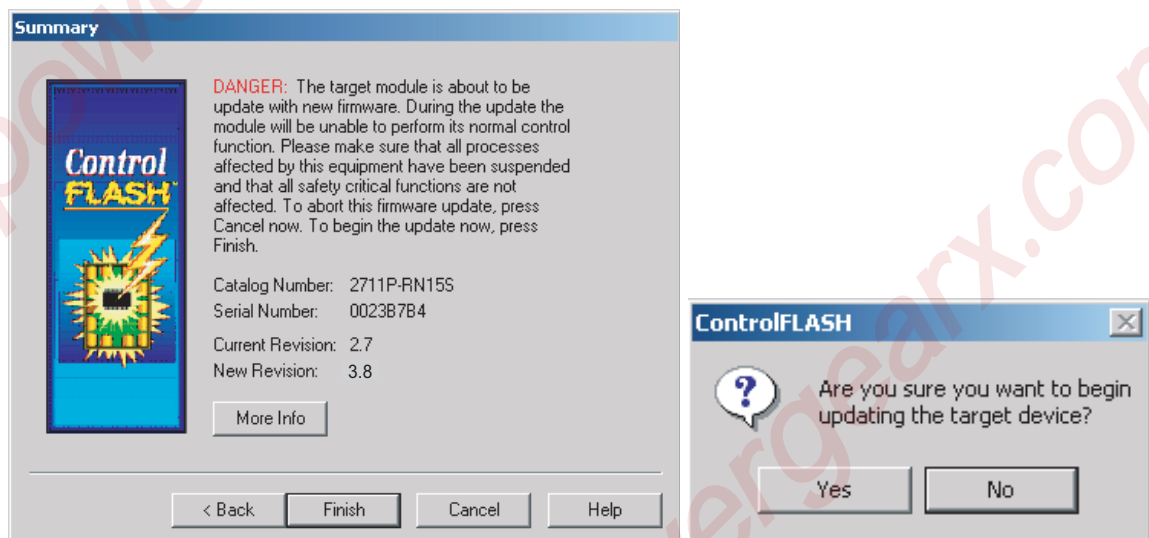 Summary
Control
FLASH
DANGER: The target module is about to be
update with new firmware. During the update the
module will be unable to perform its normal control
function. Please make sure that all processes
affected by this equipment have been suspended
and that all safety critical functions are not
affected. To abort this firmware update, press
Cancel now. To begin the update now, press
Finish.
Catalog Number: 2711P-RN15S
Serial Number: 0023B7B4
Current Revision: 2.7
New Revision: 3.8
More Info
< Back Finish Cancel Help
ControlFLASH
Are you sure you want to begin
updating the target device?
Yes No